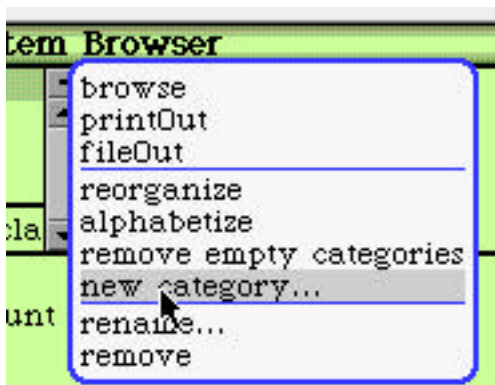 tem Browser
browse
printOut
fileOut
reorganize
alphabetize
cla
remove empty categories
new category...
unt
rename...
remove